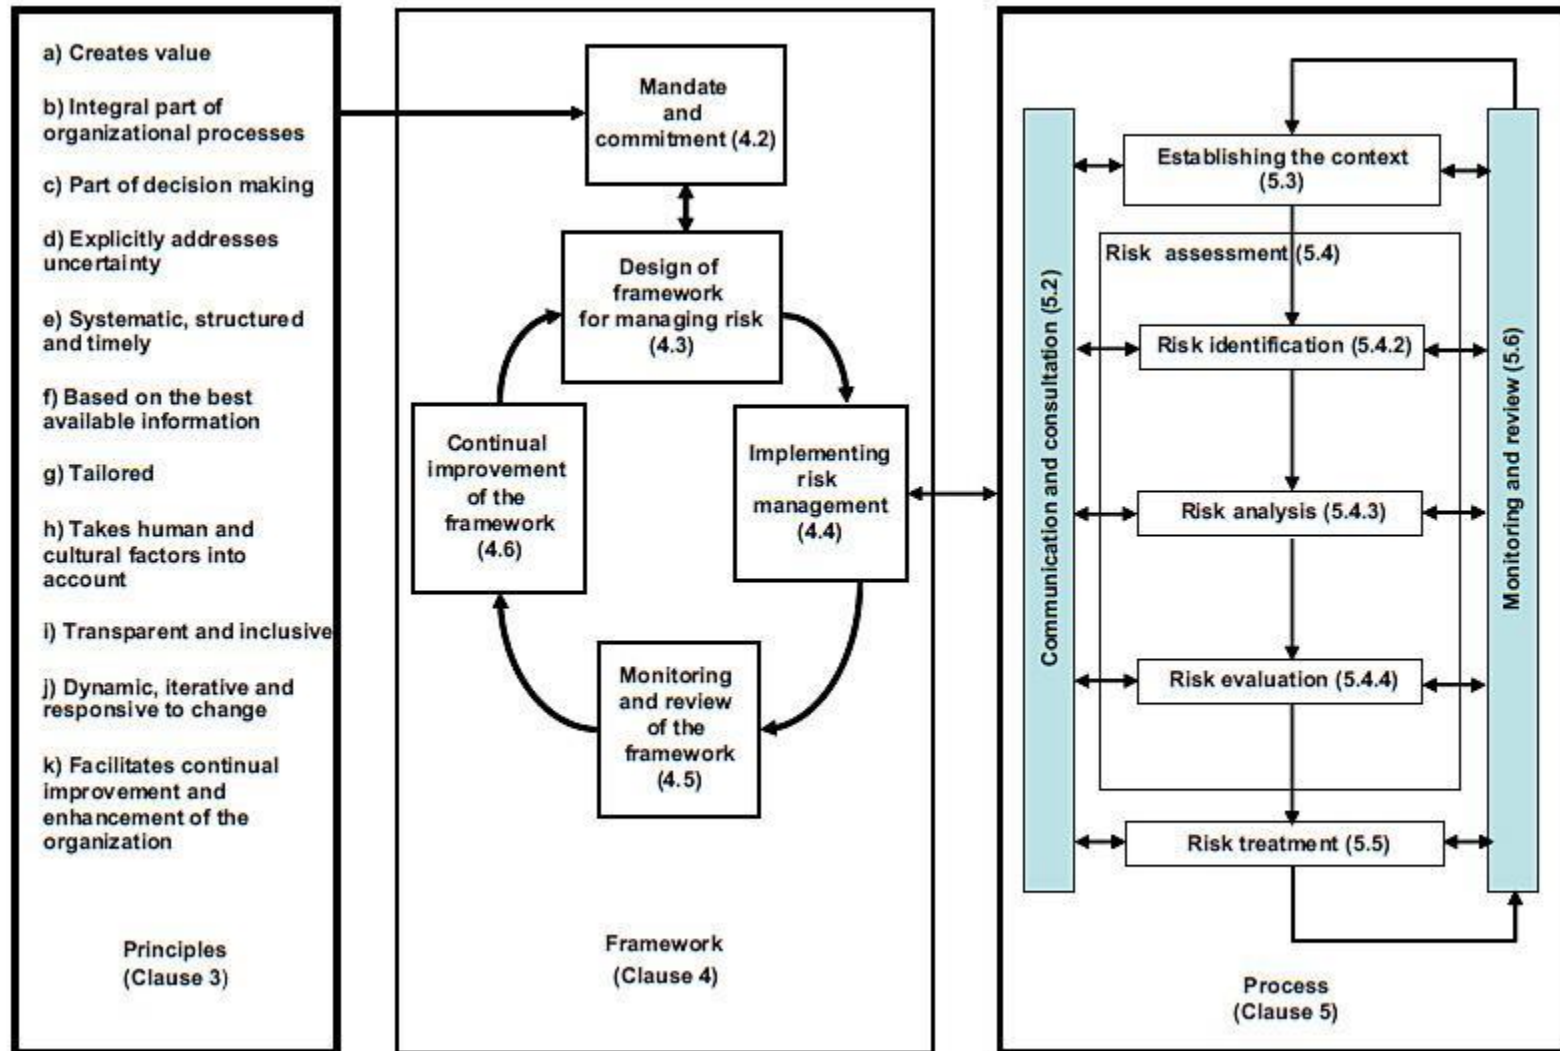 a) Creates value
b) Integral part of
organizational processes
c) Part of decision making
d) Explicitly addresses
uncertainty
e) Systematic, structured
and timely
f) Based on the best
available information
g) Tailored
h) Takes human and
cultural factors into
account
i) Transparent and inclusive
j) Dynamic, iterative and
responsive to change
k) Facilitates continual
improvement and
enhancement of the
organization
Principles
(Clause 3)
Mandate
and
commitment (4.2)
Design of
framework
for managing risk
(4.3)
Implementing
risk
management
(4.4)
Monitoring
and review
of the
framework
(4.5)
Continual
improvement
of the
framework
(4.6)
Framework
(Clause 4)
Communication and consultation (5.2)
Establishing the context
(5.3)
Risk assessment (5.4)
Risk identification (5.4.2)
Risk analysis (5.4.3)
Risk evaluation (5.4.4)
Risk treatment (5.5)
Monitoring and review (5.6)
Process
(Clause 5)